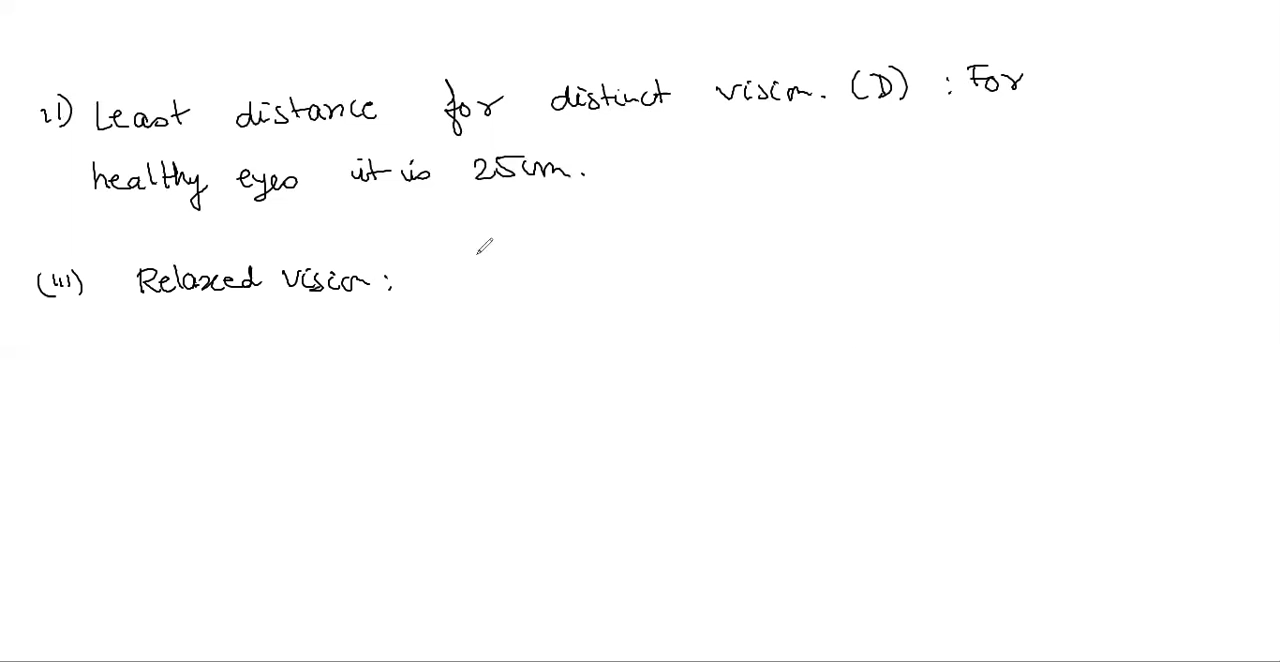 ii) Least distance for distinct vision. (D) : For
healthy eyes it is 25cm.
(iii) Relaxed vision :